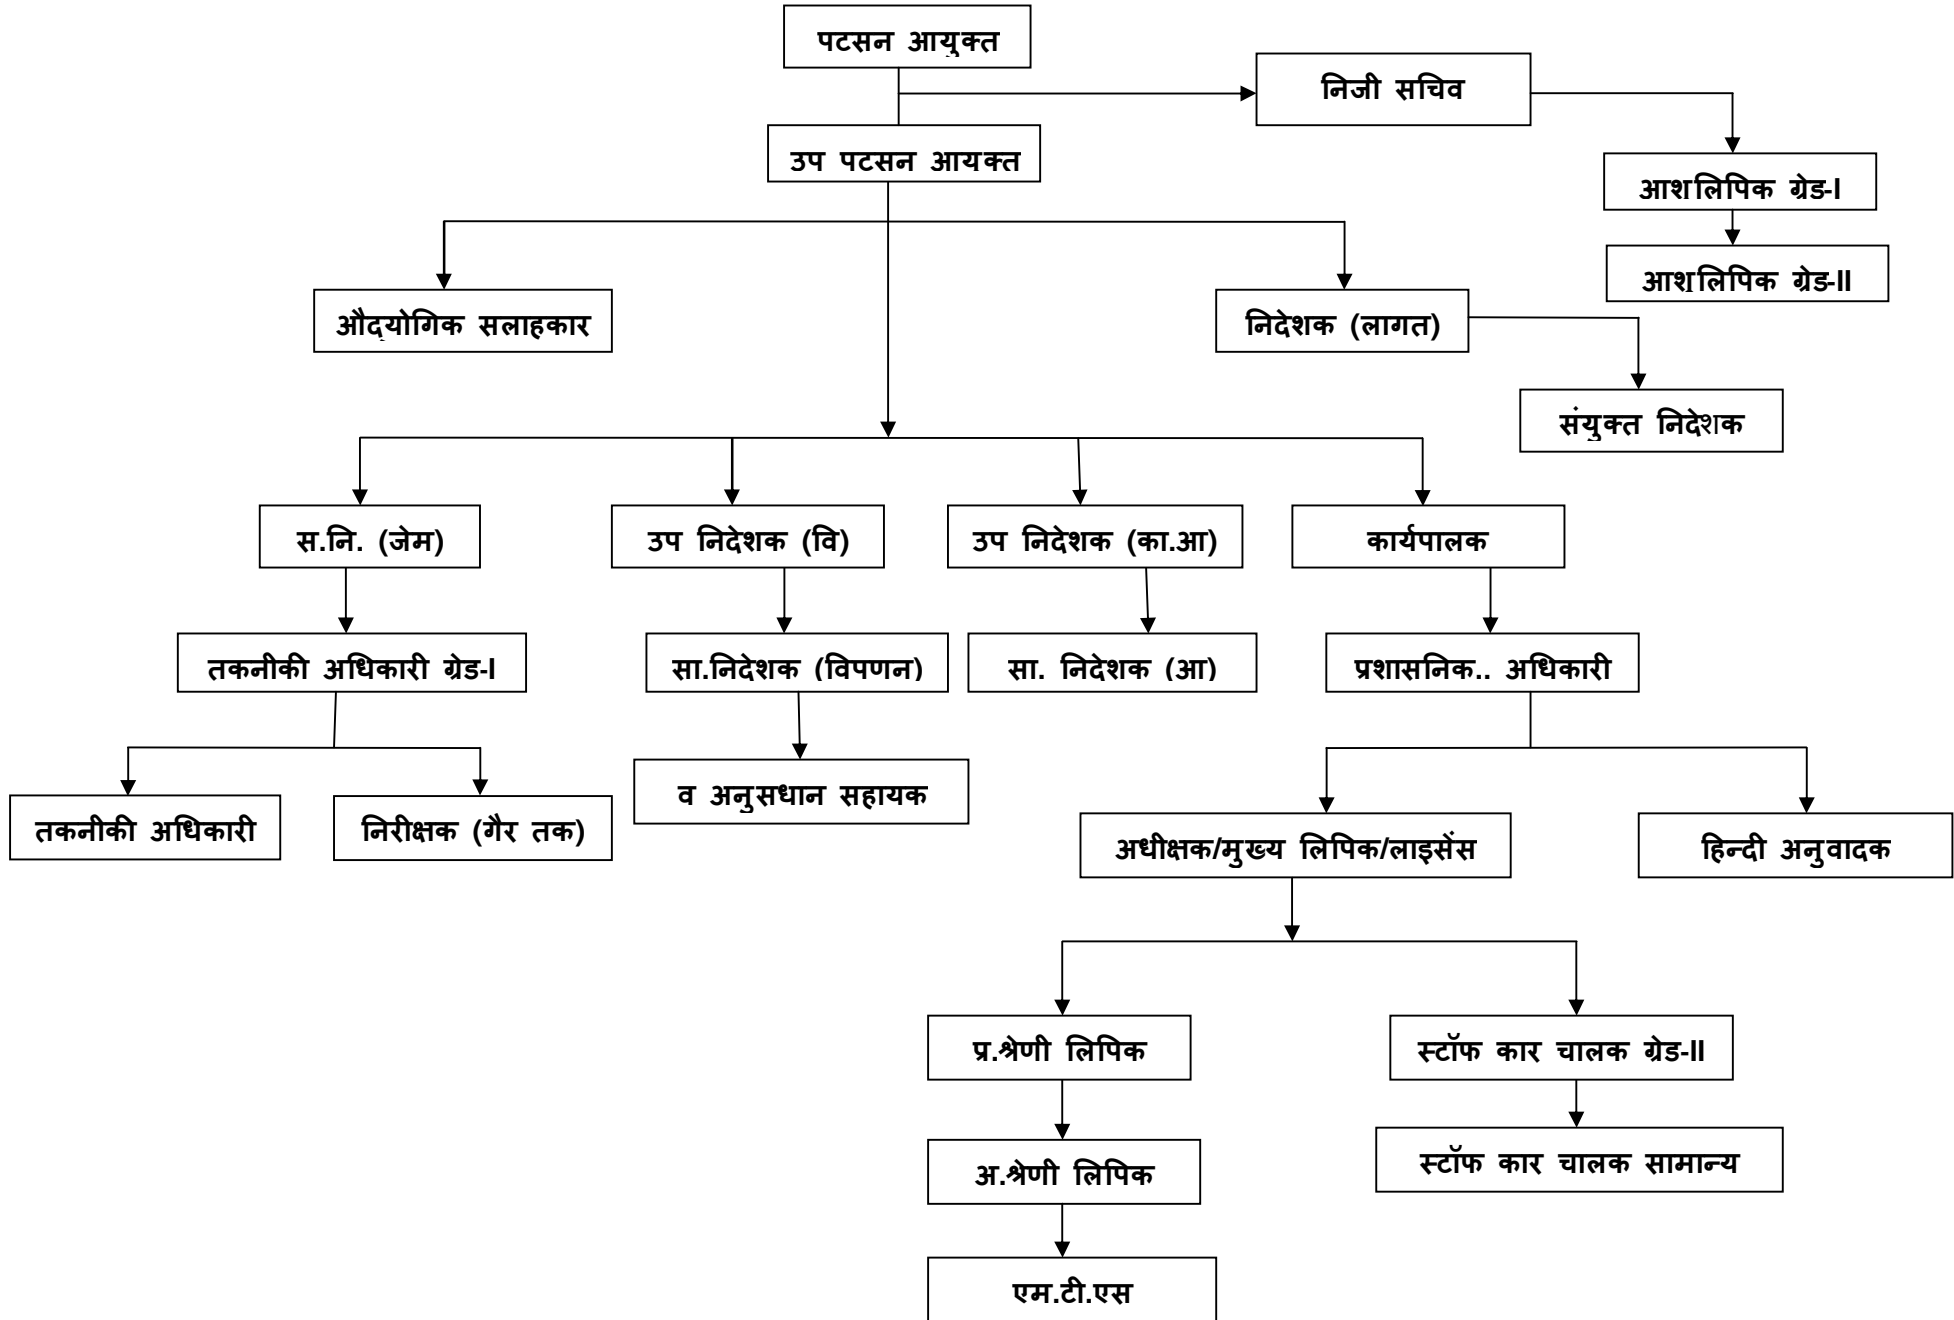 पटसन आयुक्त
निजी सचिव
उप पटसन आयक्त
आशलिपिक ग्रेड-I
आशलिपिक ग्रेड-II
औद्योगिक सलाहकार
निदेशक (लागत)
संयुक्त निदेशक
स.नि. (जेम)
उप निदेशक (वि)
उप निदेशक (का.आ)
कार्यपालक
तकनीकी अधिकारी ग्रेड-I
सा.निदेशक (विपणन)
सा. निदेशक (आ)
प्रशासनिक.. अधिकारी
तकनीकी अधिकारी
निरीक्षक (गैर तक)
व अनुसधान सहायक
अधीक्षक/मुख्य लिपिक/लाइसेंस
हिन्दी अनुवादक
प्र.श्रेणी लिपिक
स्टॉफ कार चालक ग्रेड-II
अ.श्रेणी लिपिक
स्टॉफ कार चालक सामान्य
एम.टी.एस